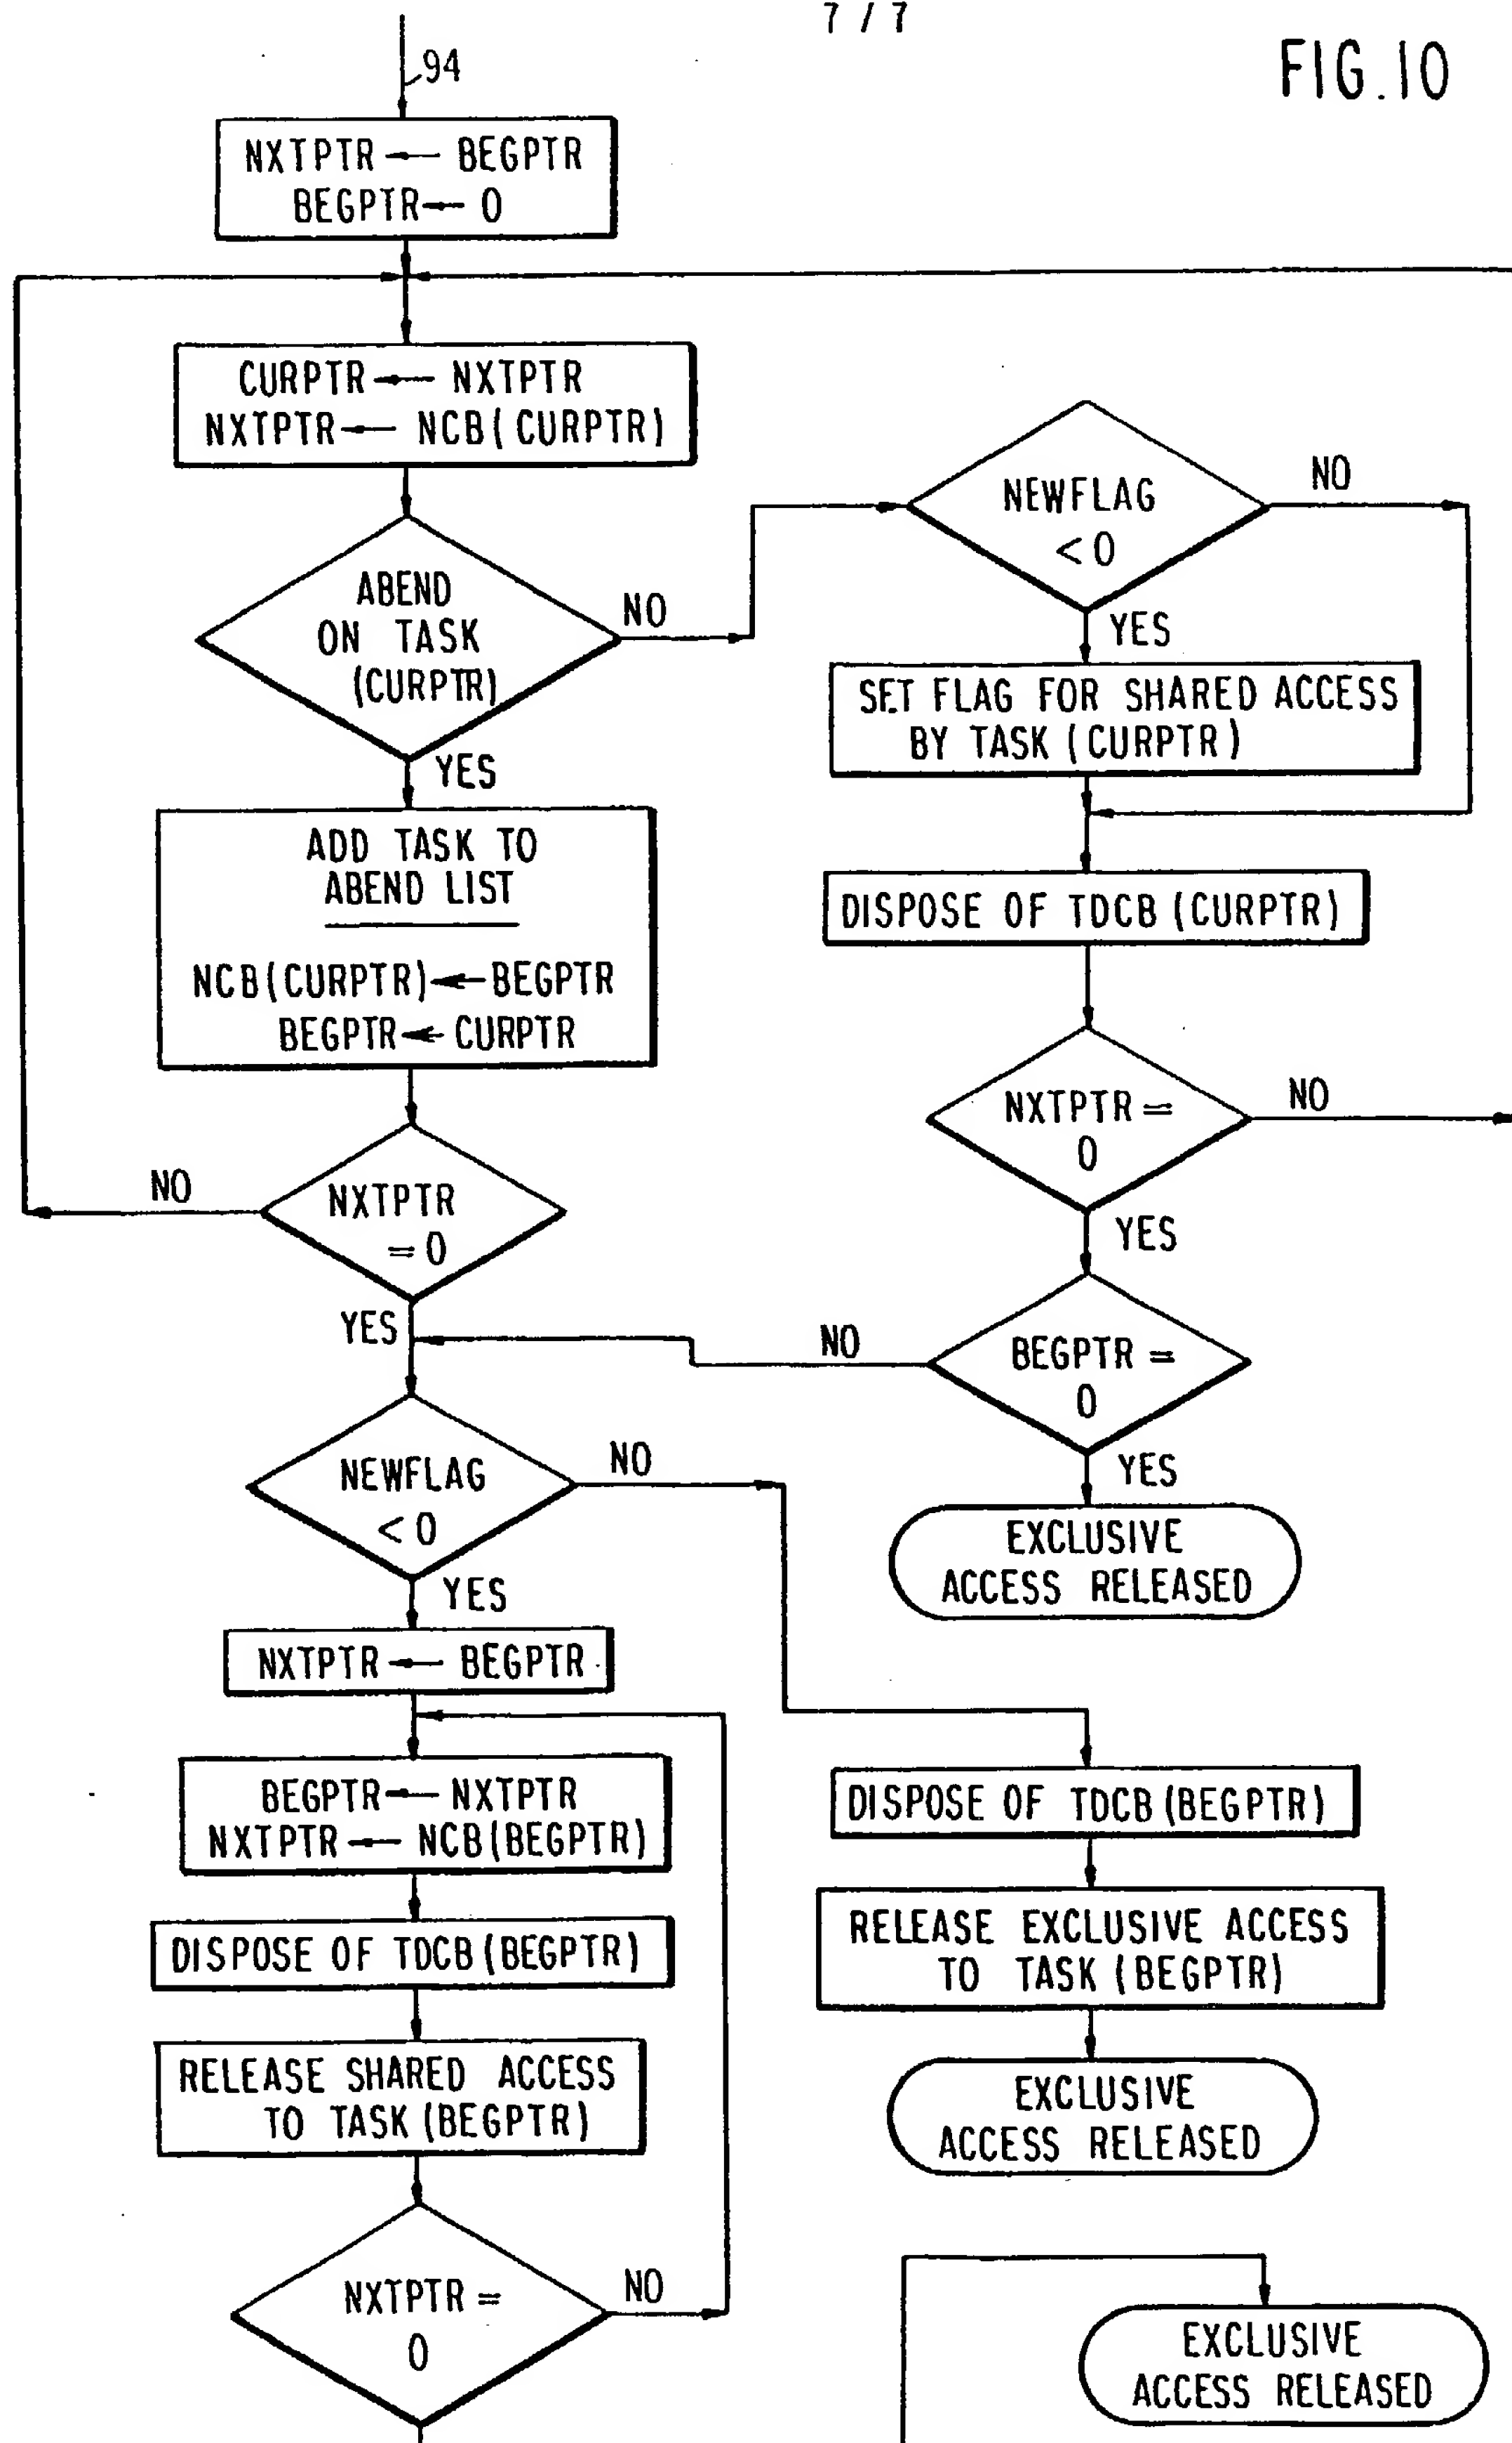 7 / 7
FIG.10
94
NXTPTR ← BEGPTR
BEGPTR ← 0
CURPTR ← NXTPTR
NXTPTR ← NCB(CURPTR)
ABEND
ON TASK
(CURPTR)
NO
YES
NEWFLAG
< 0
NO
YES
SET FLAG FOR SHARED ACCESS
BY TASK (CURPTR)
ADD TASK TO
ABEND LIST
NCB(CURPTR) ← BEGPTR
BEGPTR ← CURPTR
DISPOSE OF TDCB (CURPTR)
NXTPTR =
0
NO
YES
NXTPTR
= 0
NO
YES
BEGPTR =
0
NO
YES
EXCLUSIVE
ACCESS RELEASED
NEWFLAG
< 0
NO
YES
NXTPTR ← BEGPTR
BEGPTR ← NXTPTR
NXTPTR ← NCB(BEGPTR)
DISPOSE OF TDCB (BEGPTR)
RELEASE SHARED ACCESS
TO TASK (BEGPTR)
NXTPTR =
0
NO
DISPOSE OF TDCB (BEGPTR)
RELEASE EXCLUSIVE ACCESS
TO TASK (BEGPTR)
EXCLUSIVE
ACCESS RELEASED
EXCLUSIVE
ACCESS RELEASED